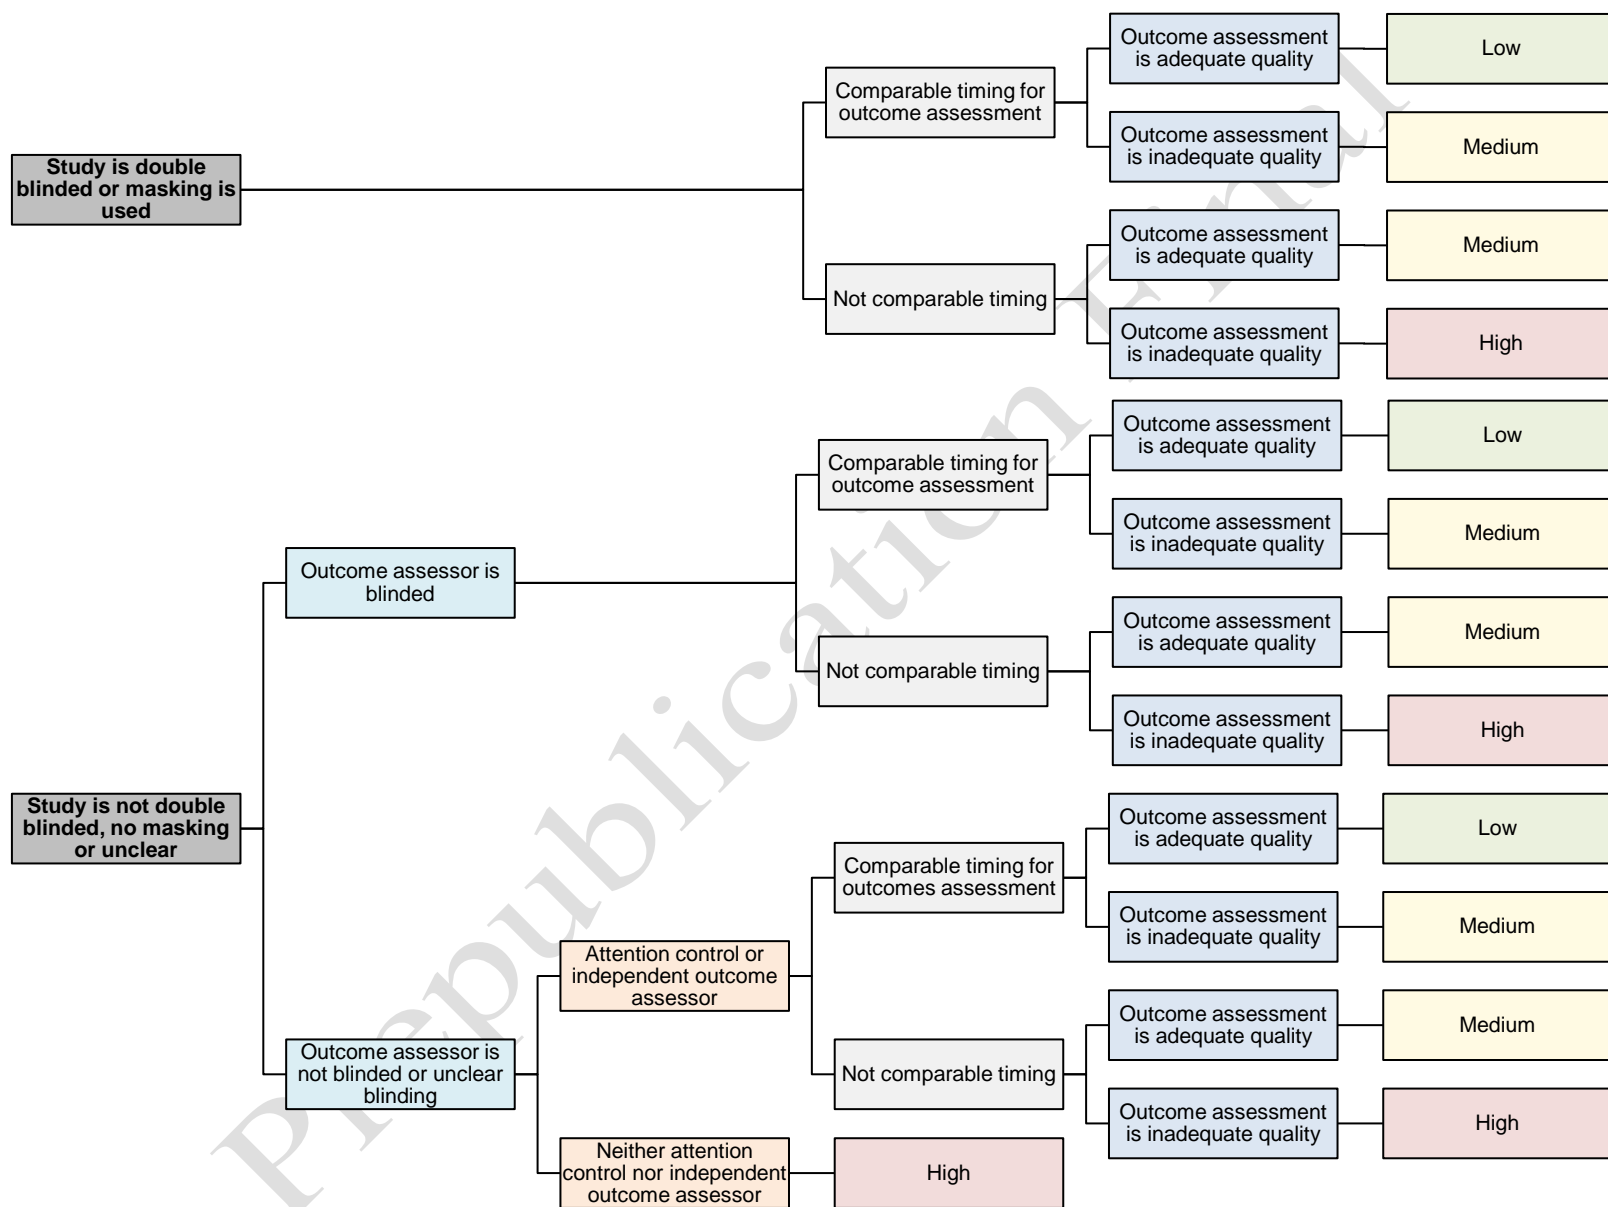 Study is double
blinded or masking is
used
Comparable timing for
outcome assessment
Outcome assessment
is adequate quality
Low
Outcome assessment
is inadequate quality
Medium
Not comparable timing
Outcome assessment
is adequate quality
Medium
Outcome assessment
is inadequate quality
High
Study is not double
blinded, no masking
or unclear
Outcome assessor is
blinded
Comparable timing for
outcome assessment
Outcome assessment
is adequate quality
Low
Outcome assessment
is inadequate quality
Medium
Not comparable timing
Outcome assessment
is adequate quality
Medium
Outcome assessment
is inadequate quality
High
Outcome assessor is
not blinded or unclear
blinding
Attention control or
independent outcome
assessor
Comparable timing for
outcomes assessment
Outcome assessment
is adequate quality
Low
Outcome assessment
is inadequate quality
Medium
Not comparable timing
Outcome assessment
is adequate quality
Medium
Outcome assessment
is inadequate quality
High
Neither attention
control nor independent
outcome assessor
High
Prepublication Final